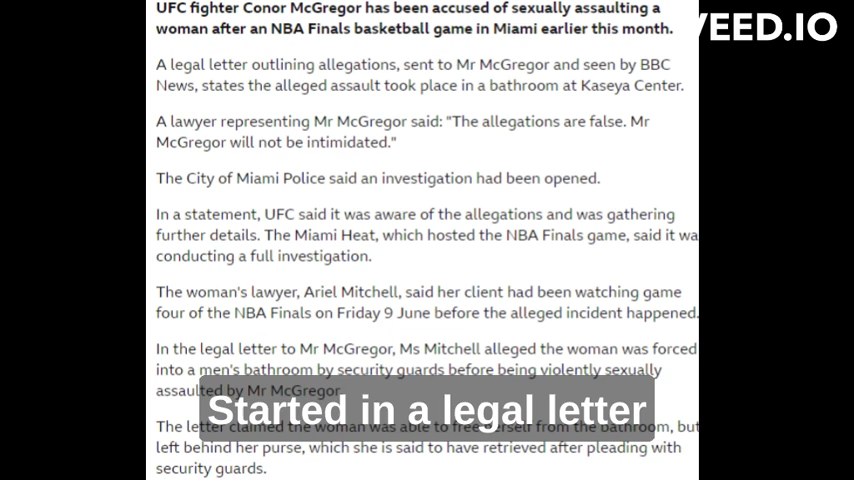 UFC fighter Conor McGregor has been accused of sexually assaulting a
woman after an NBA Finals basketball game in Miami earlier this month.
VEED.IO
A legal letter outlining allegations, sent to Mr McGregor and seen by BBC
News, states the alleged assault took place in a bathroom at Kaseya Center.
A lawyer representing Mr McGregor said: "The allegations are false. Mr
McGregor will not be intimidated."
The City of Miami Police said an investigation had been opened.
In a statement, UFC said it was aware of the allegations and was gathering
further details. The Miami Heat, which hosted the NBA Finals game, said it wa
conducting a full investigation.
The woman's lawyer, Ariel Mitchell, said her client had been watching game
four of the NBA Finals on Friday 9 June before the alleged incident happened.
In the legal letter to Mr McGregor, Ms Mitchell alleged the woman was forced
into a men's bathroom by security guards before being violently sexually
assaulted by Mr McGregor.
Started in a legal letter
The letter claimed the woman was able to free herself from the bathroom, but
left behind her purse, which she is said to have retrieved after pleading with
security guards.